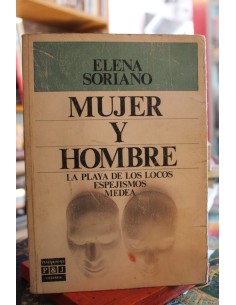 ELENA
SORIANO
MUJER
Y
HOMBRE
LA PLAYA DE LOS LOCOS
ESPEJISMOS
MEDEA
P&J